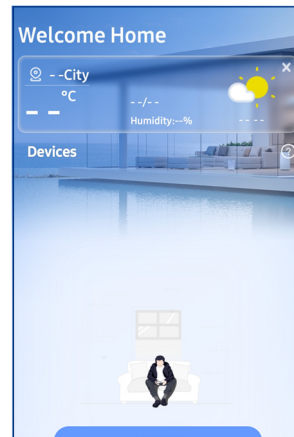 Welcome Home
- -City
°C
– –
--/--
Humidity:--%
- - - -
Devices